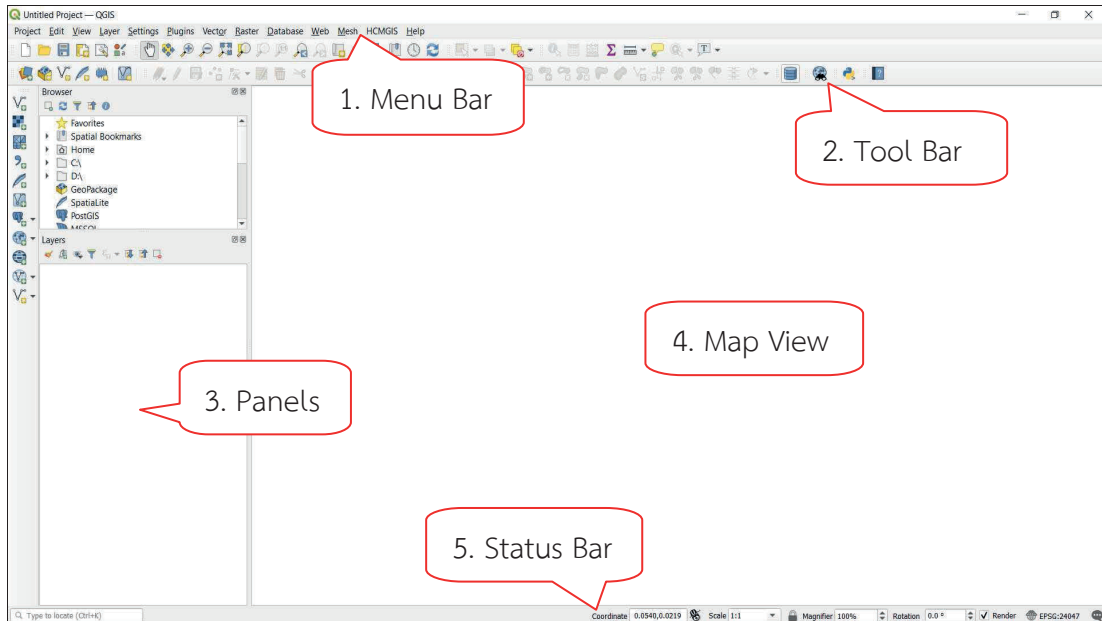 Untitled Project — QGIS
Project Edit View Layer Settings Plugins Vector Raster Database Web Mesh HCMGIS Help
1. Menu Bar
2. Tool Bar
Browser
Favorites
Spatial Bookmarks
Home
C:\
D:\
GeoPackage
SpatiaLite
PostGIS
MSSQL
Layers
3. Panels
4. Map View
5. Status Bar
Type to locate (Ctrl+K)
Coordinate 0.0540,0.0219 Scale 1:1 Magnifier 100% Rotation 0.0 ° Render EPSG:24047